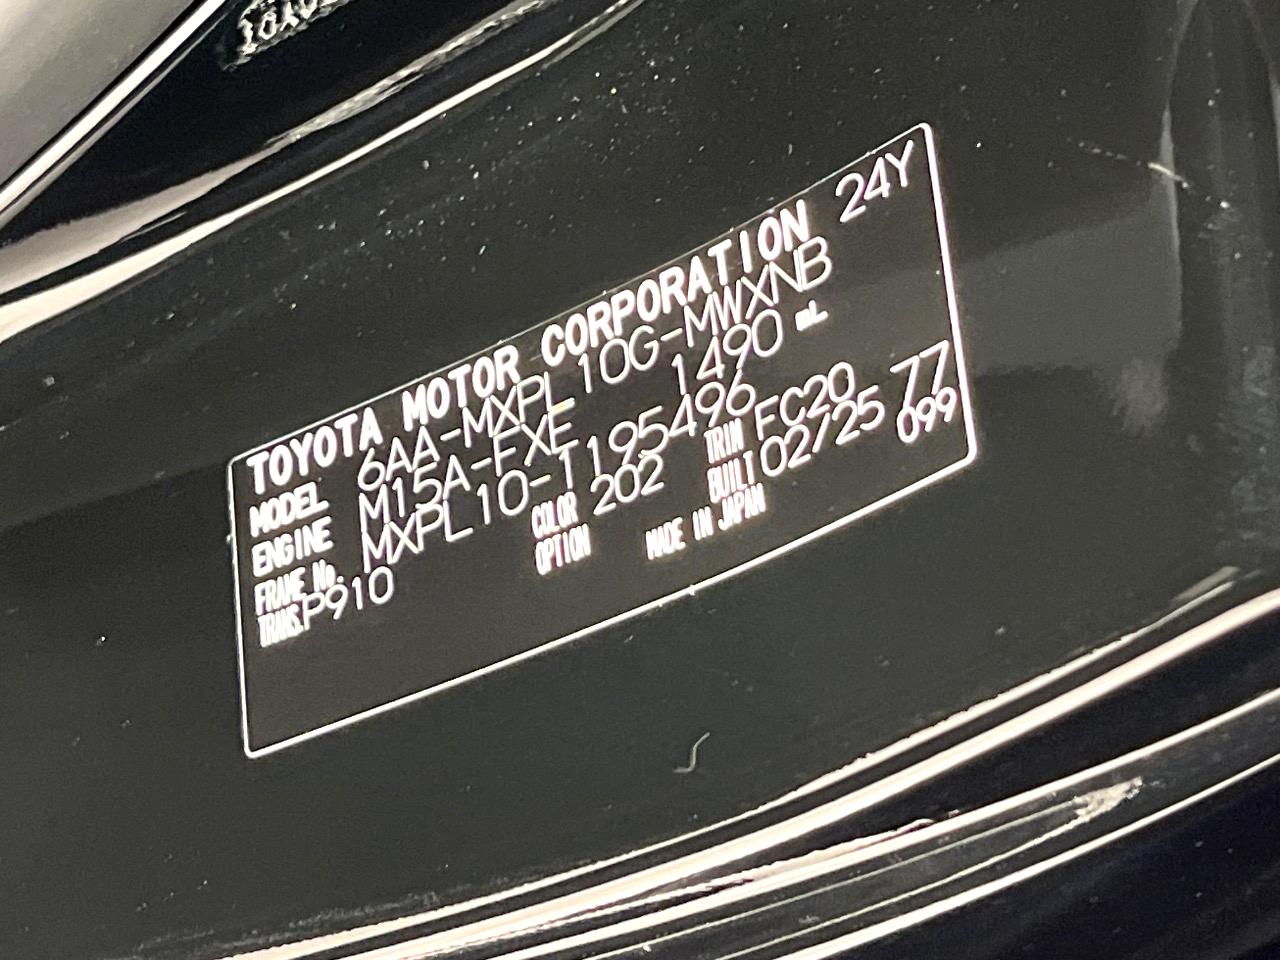 TOYOTA MOTOR CORPORATION 24Y
MODEL 6AA-MXPL10G-MWXNB
ENGINE M15A-FXE 1490 mL
FRAME No. MXPL10-T195496
TRANS. P910 COLOR 202 TRIM FC20 77
OPTION BUILT 02/25 099
MADE IN JAPAN